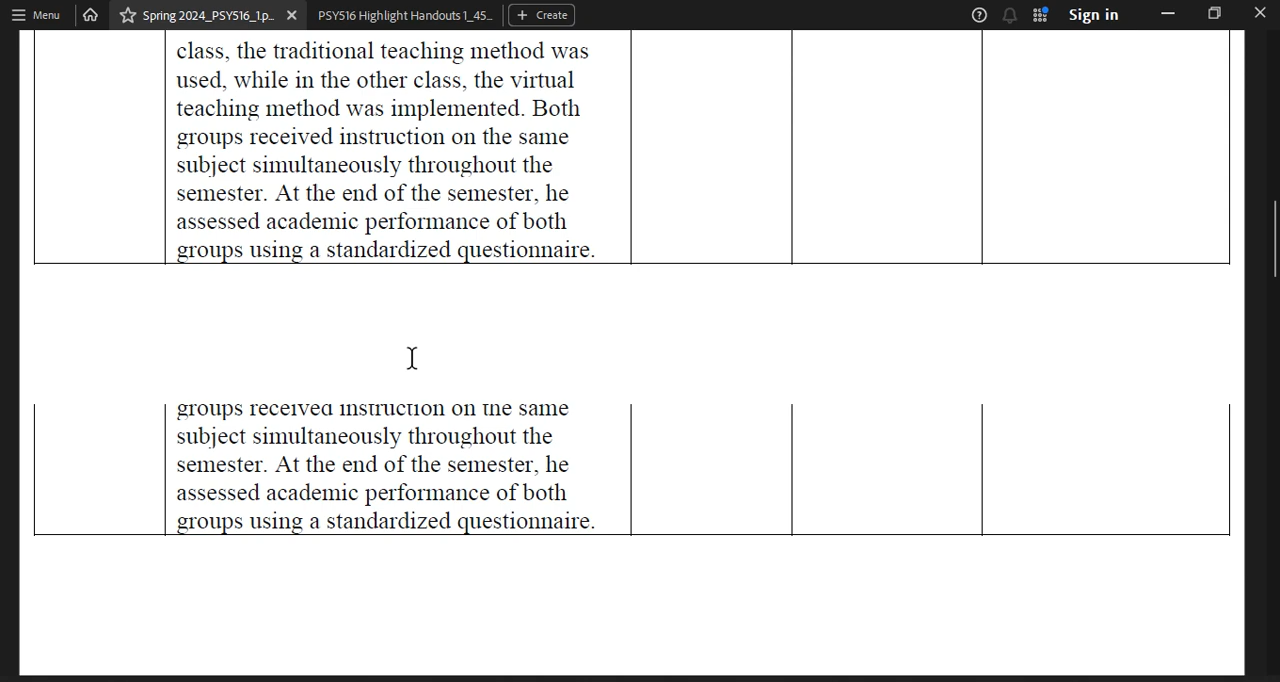 Menu
Spring 2024_PSY516_1.p...
PSY516 Highlight Handouts 1_45...
+ Create
Sign in
class, the traditional teaching method was
used, while in the other class, the virtual
teaching method was implemented. Both
groups received instruction on the same
subject simultaneously throughout the
semester. At the end of the semester, he
assessed academic performance of both
groups using a standardized questionnaire.
groups received instruction on the same
subject simultaneously throughout the
semester. At the end of the semester, he
assessed academic performance of both
groups using a standardized questionnaire.